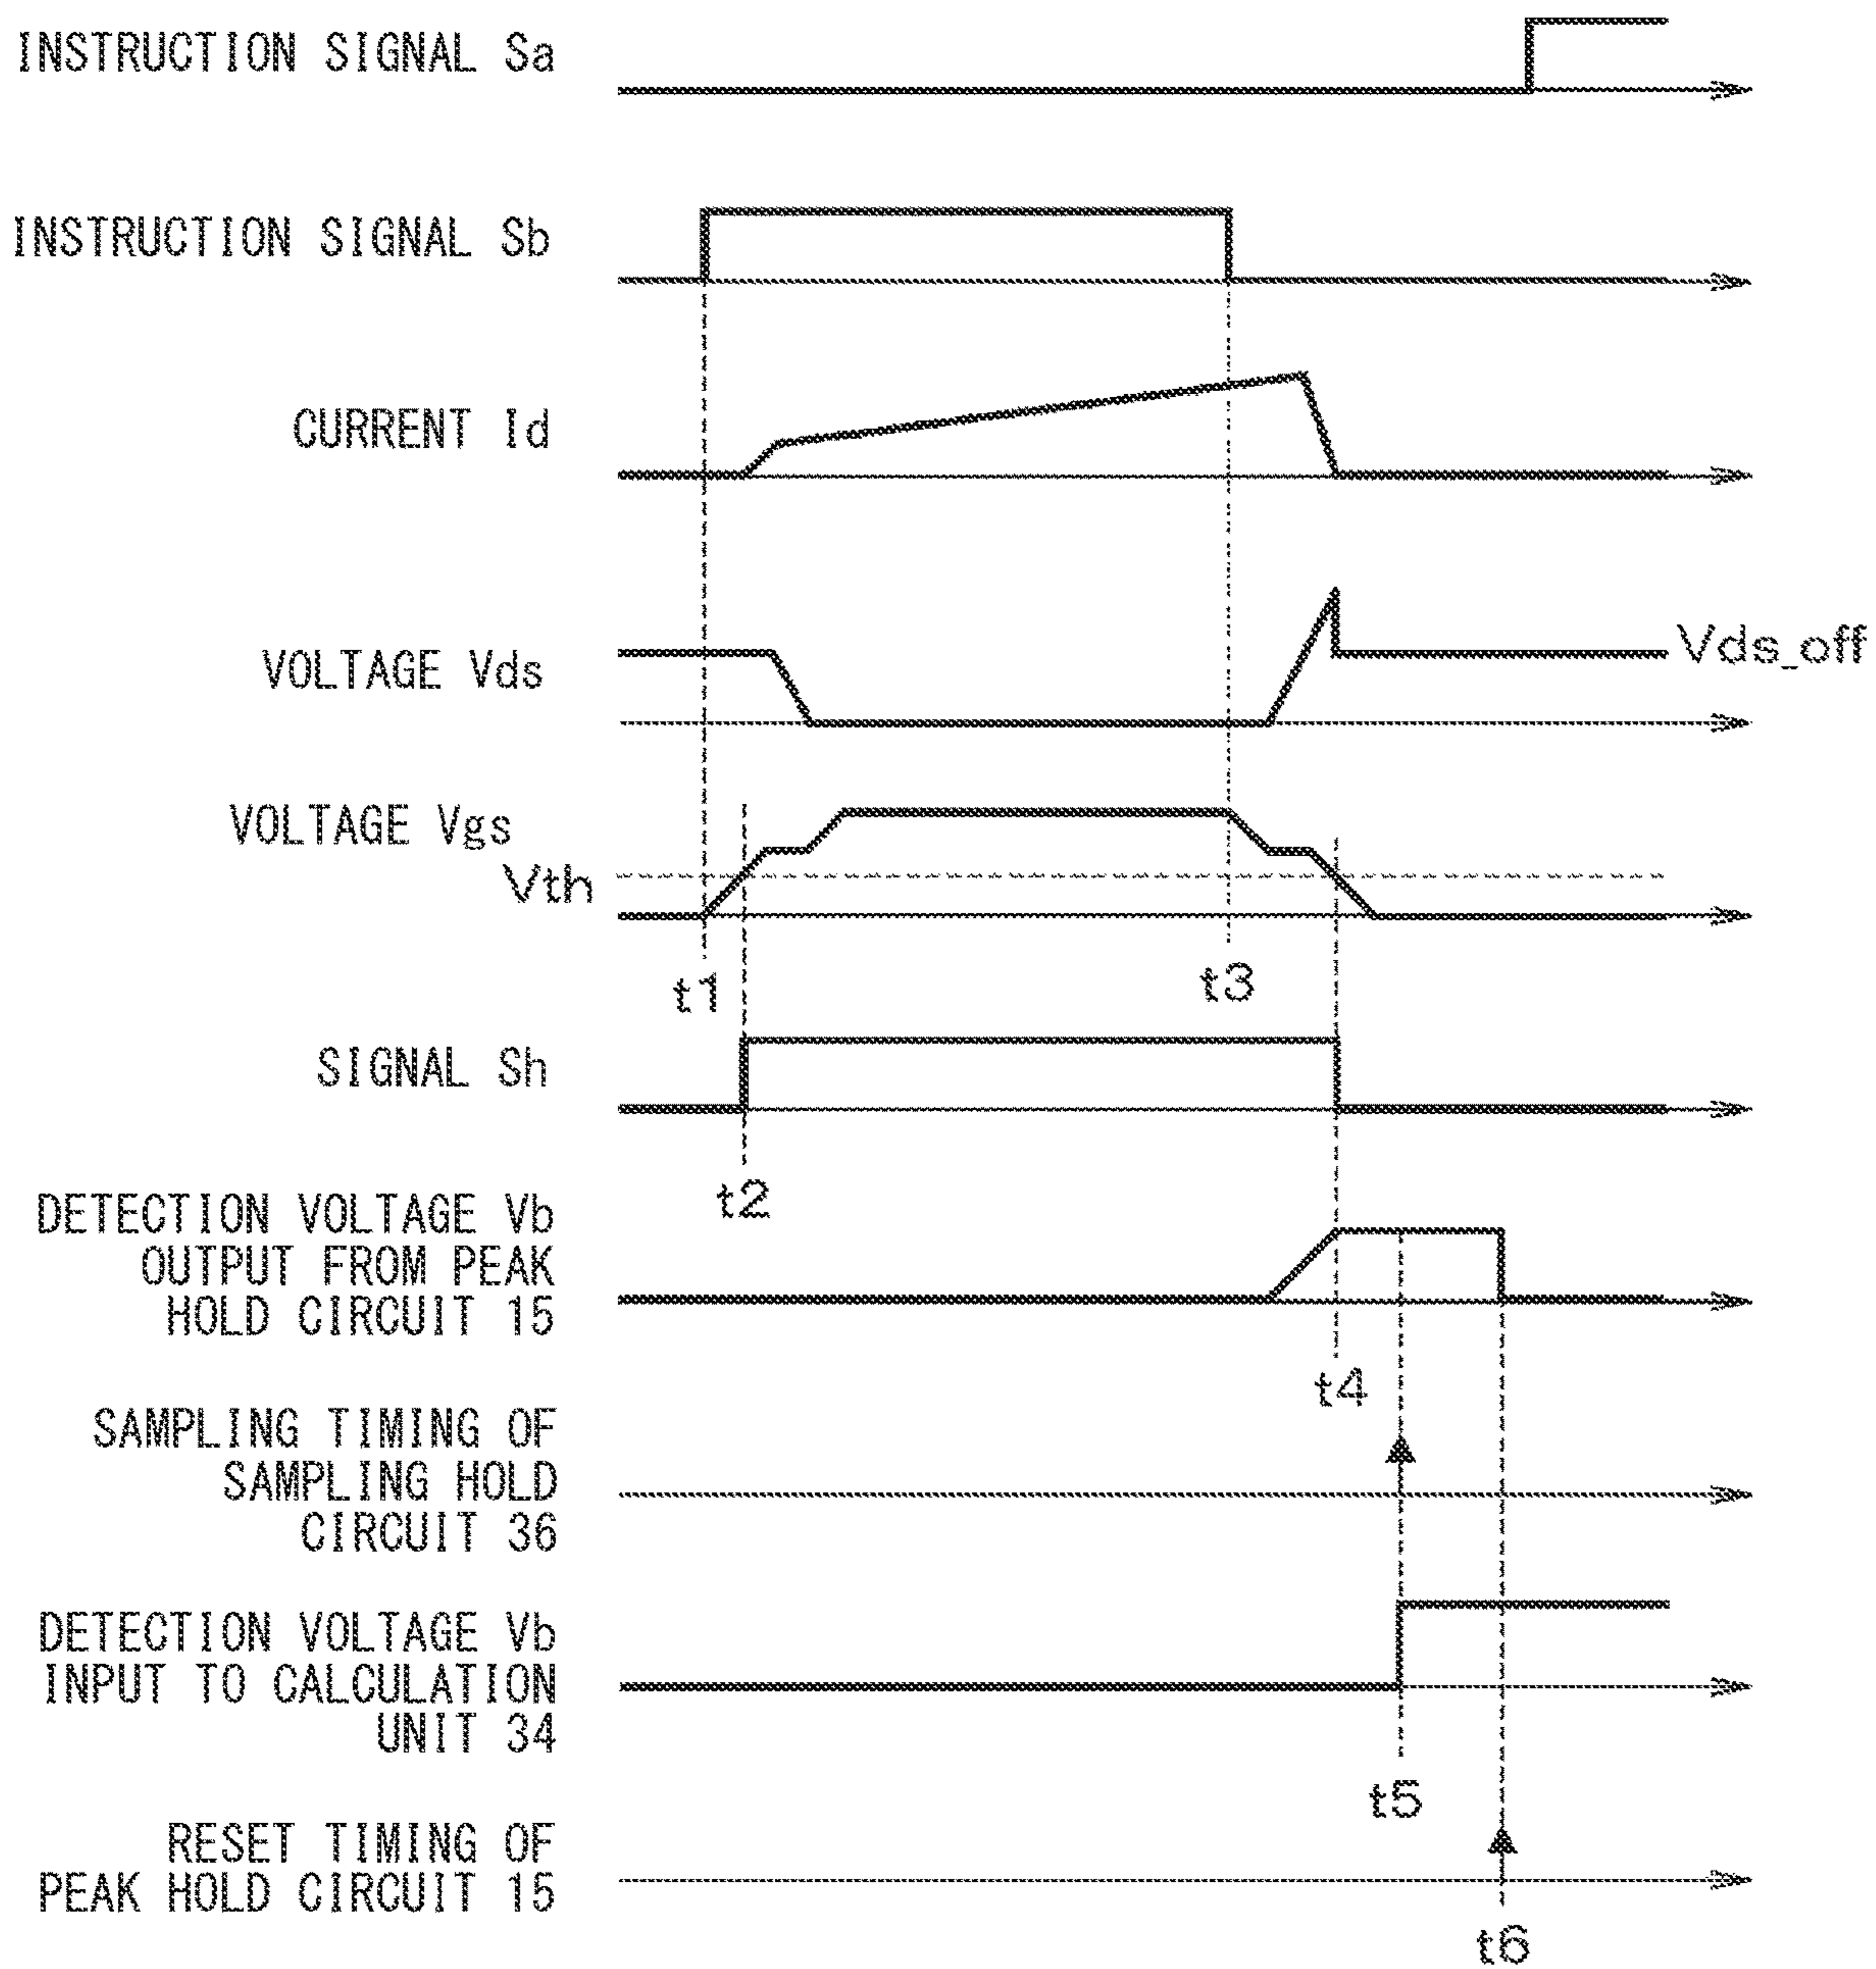 INSTRUCTION SIGNAL Sa
INSTRUCTION SIGNAL Sb
CURRENT Id
VOLTAGE Vds
Vds_off
VOLTAGE Vgs
Vth
t1
t3
SIGNAL Sh
t2
DETECTION VOLTAGE Vb
OUTPUT FROM PEAK
HOLD CIRCUIT 15
t4
SAMPLING TIMING OF
SAMPLING HOLD
CIRCUIT 36
DETECTION VOLTAGE Vb
INPUT TO CALCULATION
UNIT 34
t5
RESET TIMING OF
PEAK HOLD CIRCUIT 15
t6